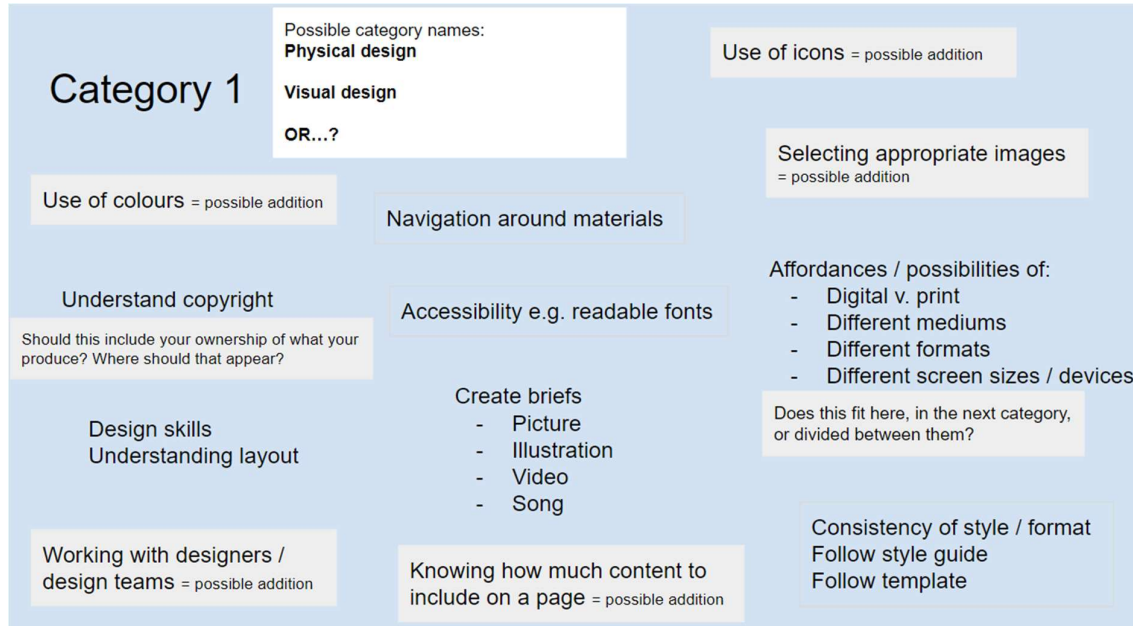 Category 1
Possible category names:
Physical design
Visual design
OR...?
Use of icons = possible addition
Selecting appropriate images
= possible addition
Use of colours = possible addition
Navigation around materials
Understand copyright
Should this include your ownership of what your
produce? Where should that appear?
Accessibility e.g. readable fonts
Affordances / possibilities of:
- Digital v. print
- Different mediums
- Different formats
- Different screen sizes / devices
Does this fit here, in the next category,
or divided between them?
Design skills
Understanding layout
Create briefs
- Picture
- Illustration
- Video
- Song
Working with designers /
design teams = possible addition
Knowing how much content to
include on a page = possible addition
Consistency of style / format
Follow style guide
Follow template